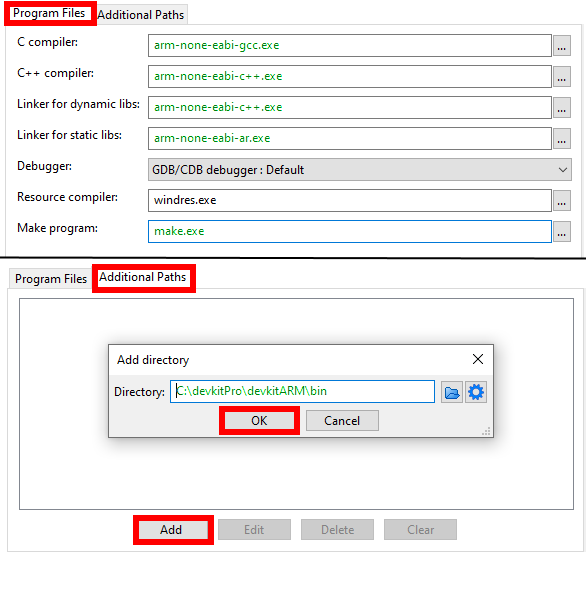 Program Files Additional Paths
C compiler: arm-none-eabi-gcc.exe ...
C++ compiler: arm-none-eabi-c++.exe ...
Linker for dynamic libs: arm-none-eabi-c++.exe ...
Linker for static libs: arm-none-eabi-ar.exe ...
Debugger: GDB/CDB debugger : Default
Resource compiler: windres.exe ...
Make program: make.exe ...
Program Files Additional Paths
Add directory
Directory: C:\devkitPro\devkitARM\bin
OK Cancel
Add Edit Delete Clear